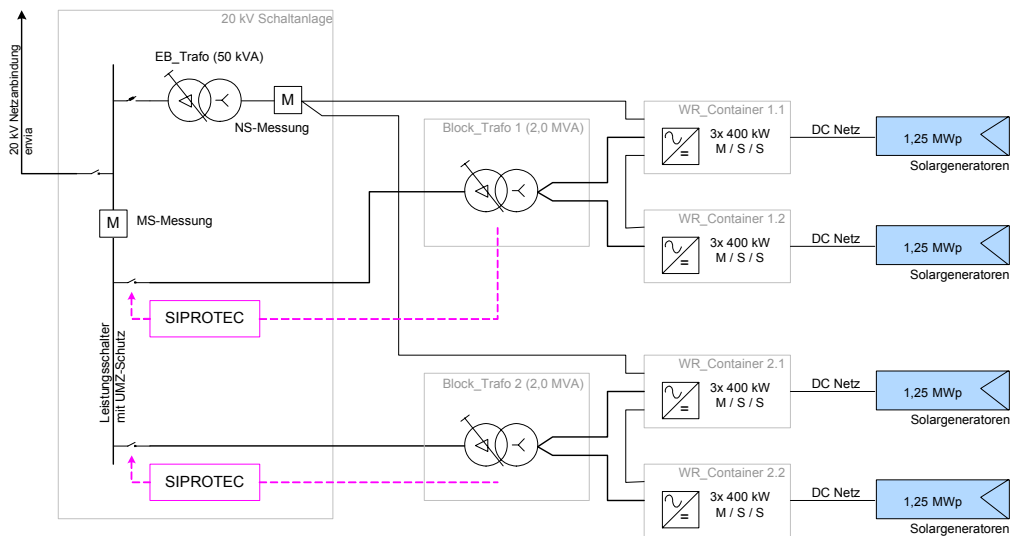 20 kV Schaltanlage
20 kV Netzanbindung
envia
EB_Trafo (50 kVA)
M
NS-Messung
M
MS-Messung
Leistungsschalter
mit UMZ-Schutz
SIPROTEC
SIPROTEC
Block_Trafo 1 (2,0 MVA)
Block_Trafo 2 (2,0 MVA)
WR_Container 1.1
3x 400 kW
M / S / S
DC Netz
1,25 MWp
Solargeneratoren
WR_Container 1.2
3x 400 kW
M / S / S
DC Netz
1,25 MWp
Solargeneratoren
WR_Container 2.1
3x 400 kW
M / S / S
DC Netz
1,25 MWp
Solargeneratoren
WR_Container 2.2
3x 400 kW
M / S / S
DC Netz
1,25 MWp
Solargeneratoren